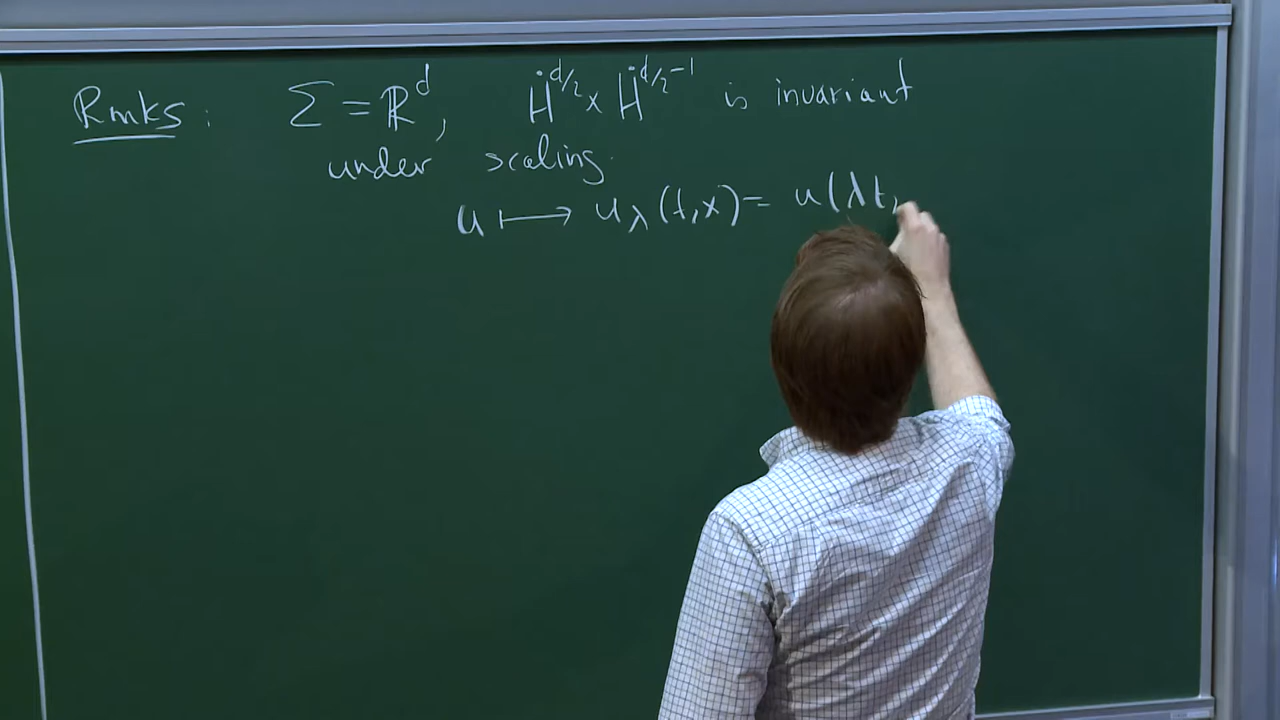 Rmks: Σ = ℝ^d, Ḣ^{d/2} × Ḣ^{d/2-1} is invariant
under scaling.
u ⟼ u_λ(t,x) = u(λt,